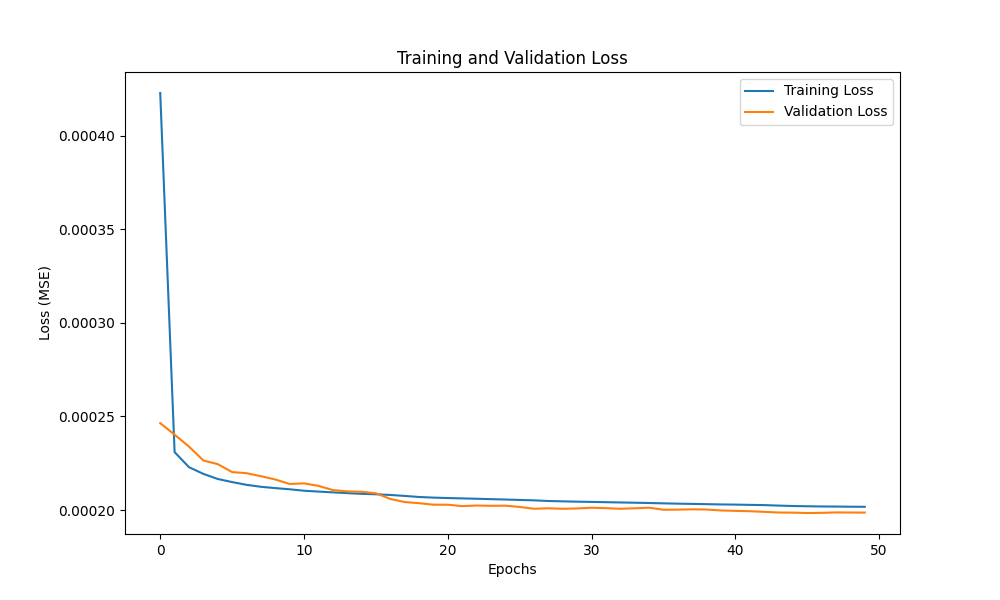 Training and Validation Loss
Training Loss
Validation Loss
Loss (MSE)
0.00040
0.00035
0.00030
0.00025
0.00020
0
10
20
30
40
50
Epochs